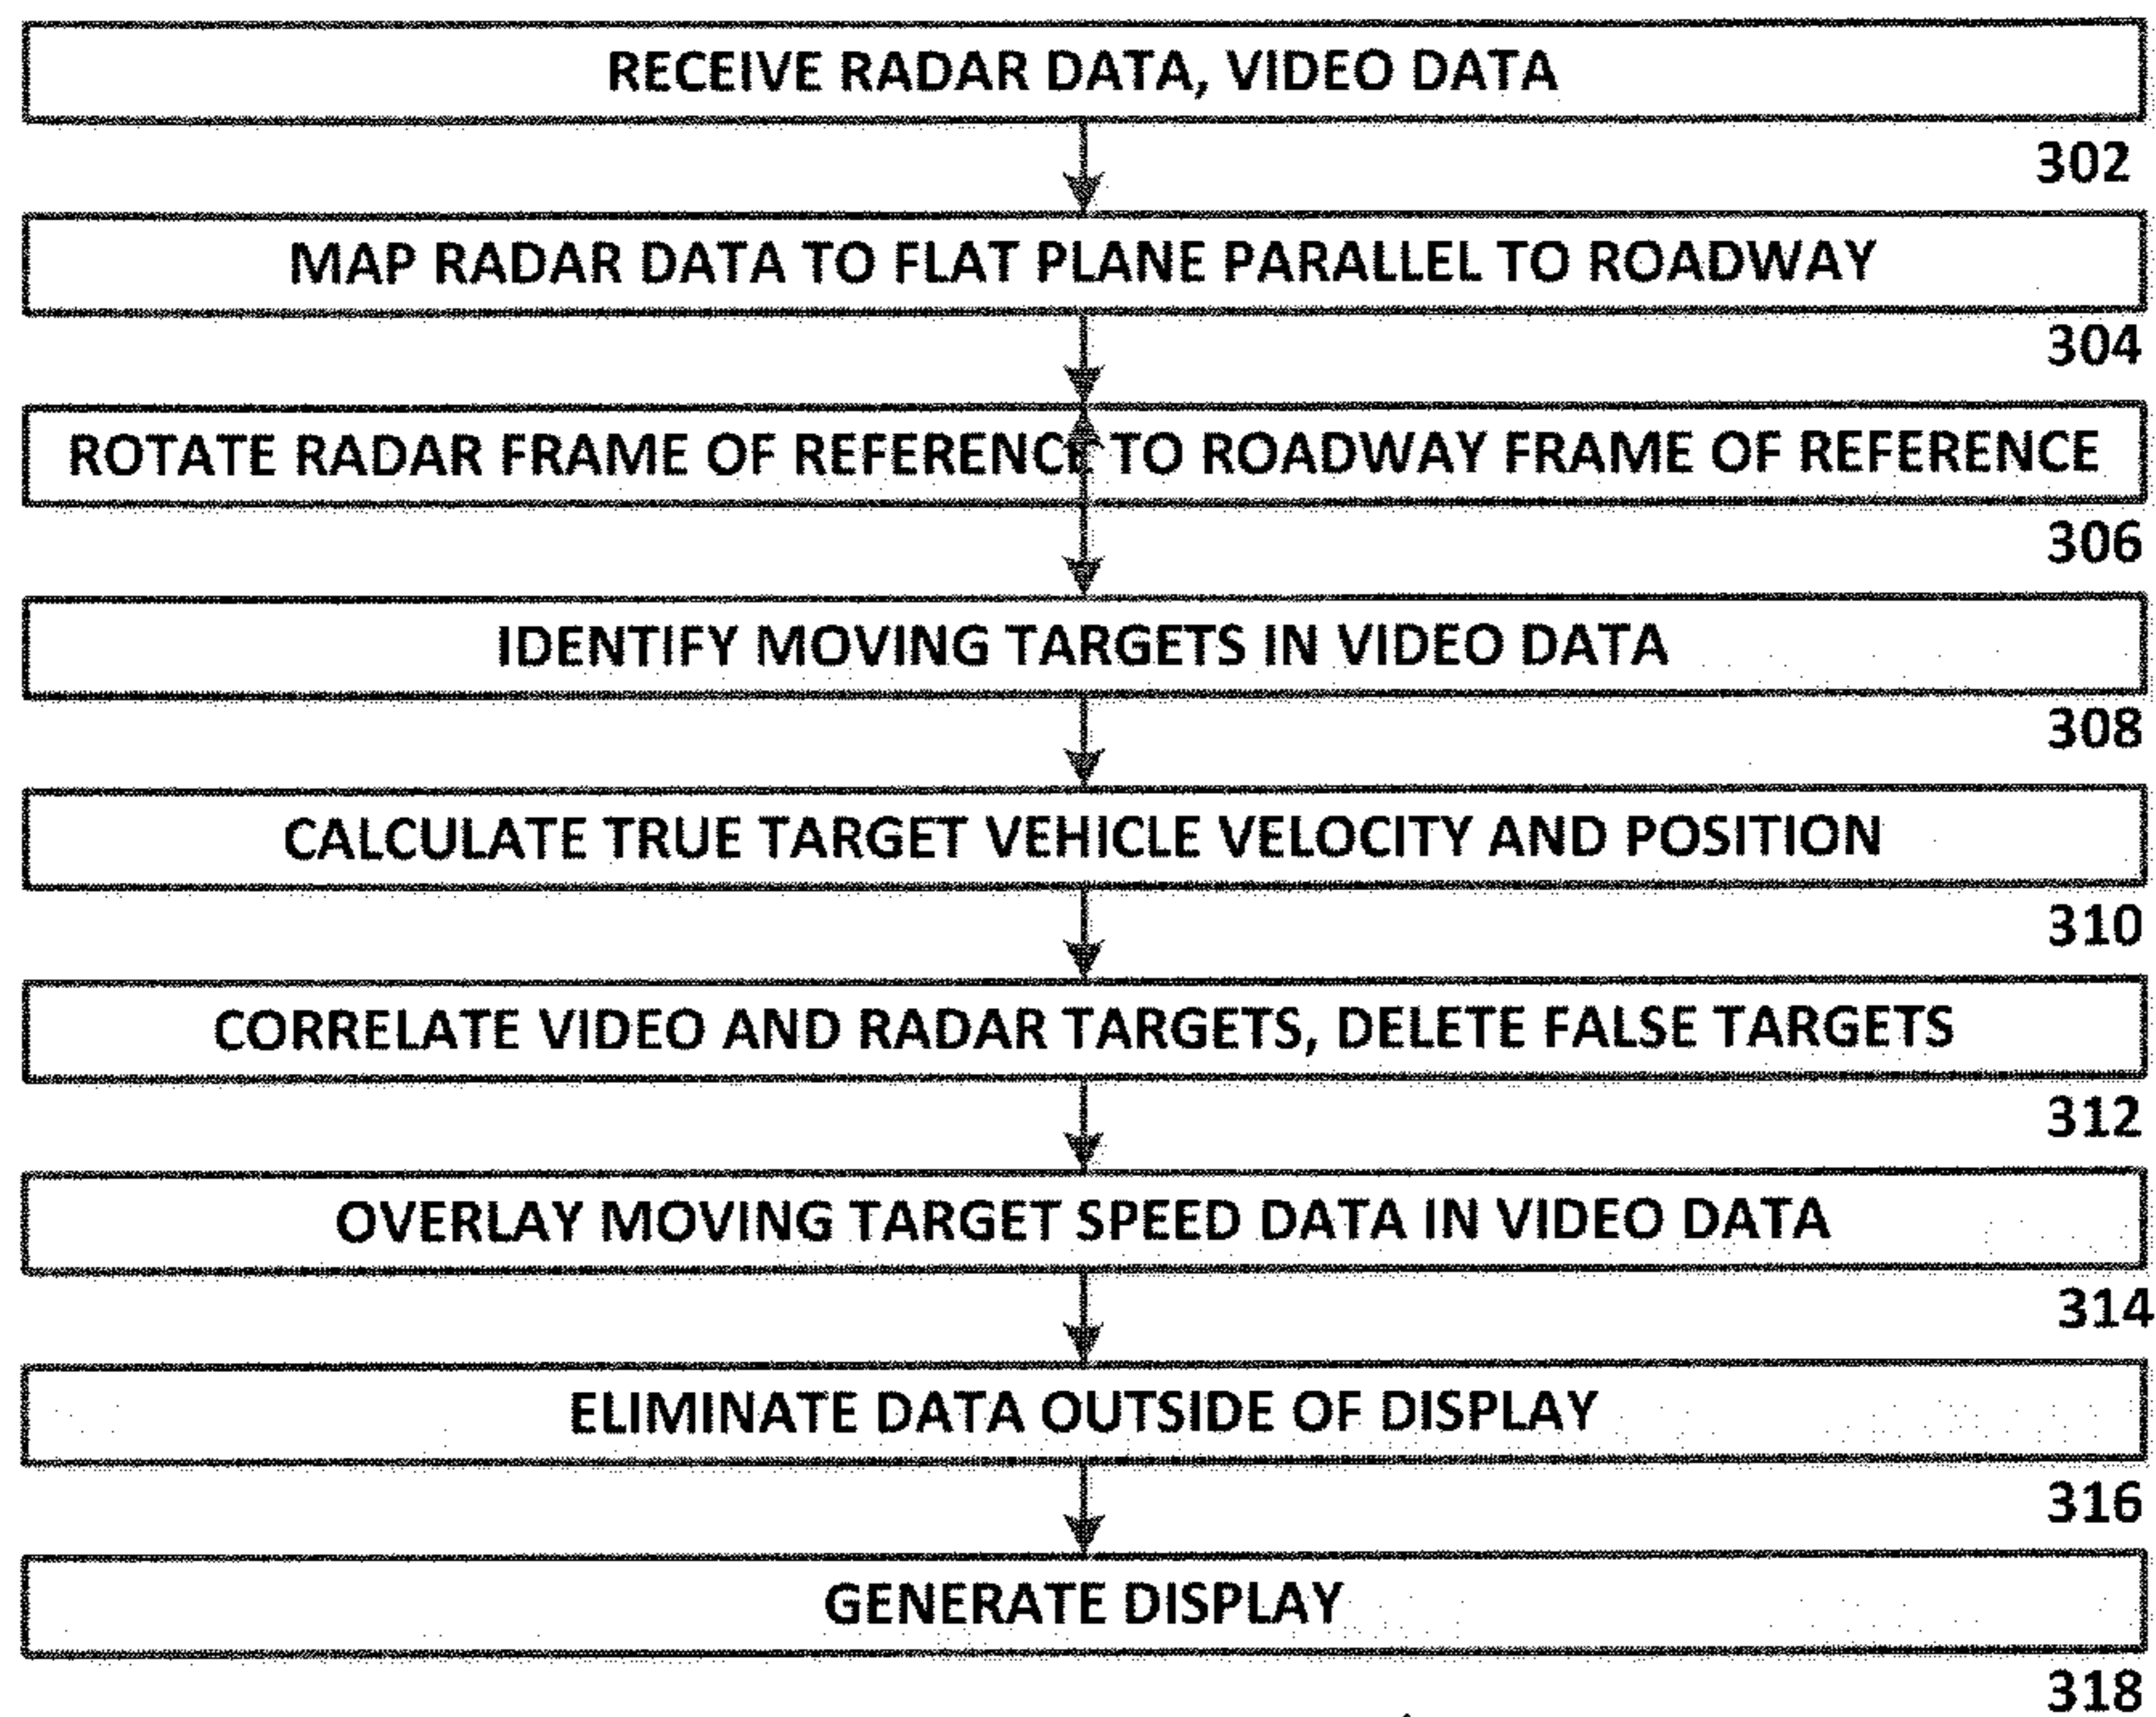 RECEIVE RADAR DATA, VIDEO DATA
302
MAP RADAR DATA TO FLAT PLANE PARALLEL TO ROADWAY
304
ROTATE RADAR FRAME OF REFERENCE TO ROADWAY FRAME OF REFERENCE
306
IDENTIFY MOVING TARGETS IN VIDEO DATA
308
CALCULATE TRUE TARGET VEHICLE VELOCITY AND POSITION
310
CORRELATE VIDEO AND RADAR TARGETS, DELETE FALSE TARGETS
312
OVERLAY MOVING TARGET SPEED DATA IN VIDEO DATA
314
ELIMINATE DATA OUTSIDE OF DISPLAY
316
GENERATE DISPLAY
318